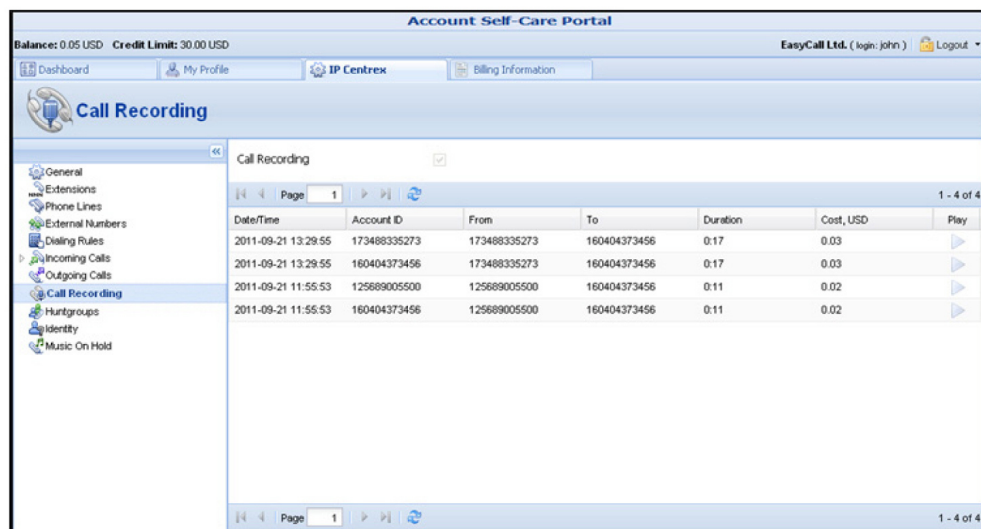 Account Self-Care Portal
Balance: 0.05 USD Credit Limit: 30.00 USD EasyCall Ltd. ( login: john ) Logout
Dashboard My Profile IP Centrex Billing Information
Call Recording
General
Extensions
Phone Lines
External Numbers
Dialing Rules
Incoming Calls
Outgoing Calls
Call Recording
Huntgroups
Identity
Music On Hold
Call Recording
Page 1 1 - 4 of 4
Date/Time Account ID From To Duration Cost, USD Play
2011-09-21 13:29:55 173488335273 173488335273 160404373456 0:17 0.03
2011-09-21 13:29:55 160404373456 173488335273 160404373456 0:17 0.03
2011-09-21 11:55:53 125689005500 125689005500 160404373456 0:11 0.02
2011-09-21 11:55:53 160404373456 125689005500 160404373456 0:11 0.02
Page 1 1 - 4 of 4